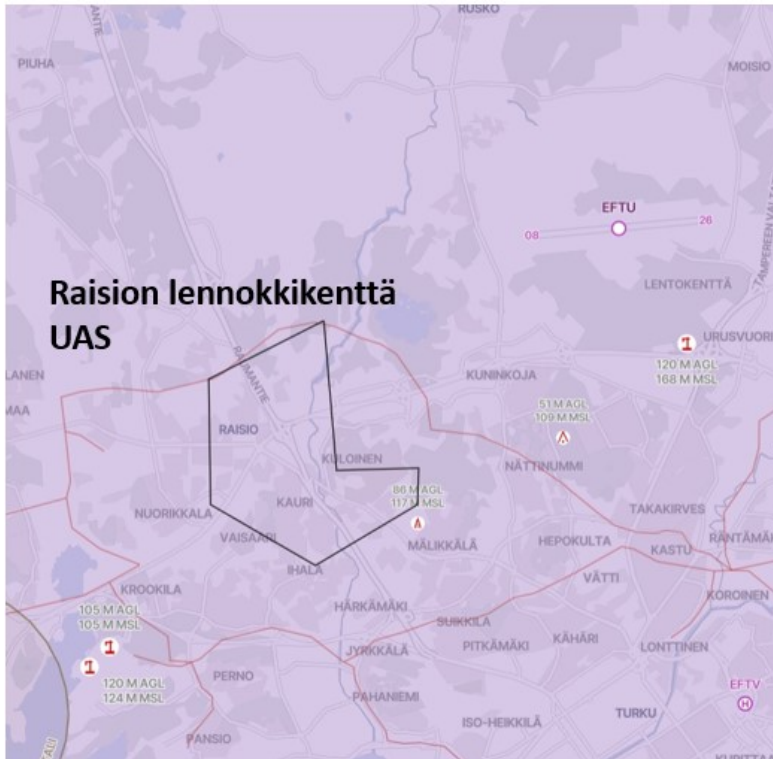 RUSKO
PIUHA
MOISIO
EFTU
08
26
LENTOKENTTÄ
Raision lennokkikenttä
UAS
URUSVUORI
120 M AGL
168 M MSL
RAUMANTIE
KUNINKOJA
51 M AGL
109 M MSL
RAISIO
KULOINEN
NÄTTINUMMI
86 M AGL
117 M MSL
NUORIKKALA
KAURI
TAKAKIRVES
VAISAARI
MÄLIKKÄLÄ
HEPOKULTA
KASTU
RÄNTÄMÄ
IHALA
VÄTTI
KROOKILA
KOROINEN
105 M AGL
105 M MSL
HÄRKÄMÄKI
SUIKKILA
PITKÄMÄKI
KÄHÄRI
LONTTINEN
JYRKKÄLÄ
120 M AGL
124 M MSL
PERNO
PAHANIEMI
EFTV
H
ISO-HEIKKILÄ
TURKU
PANSIO